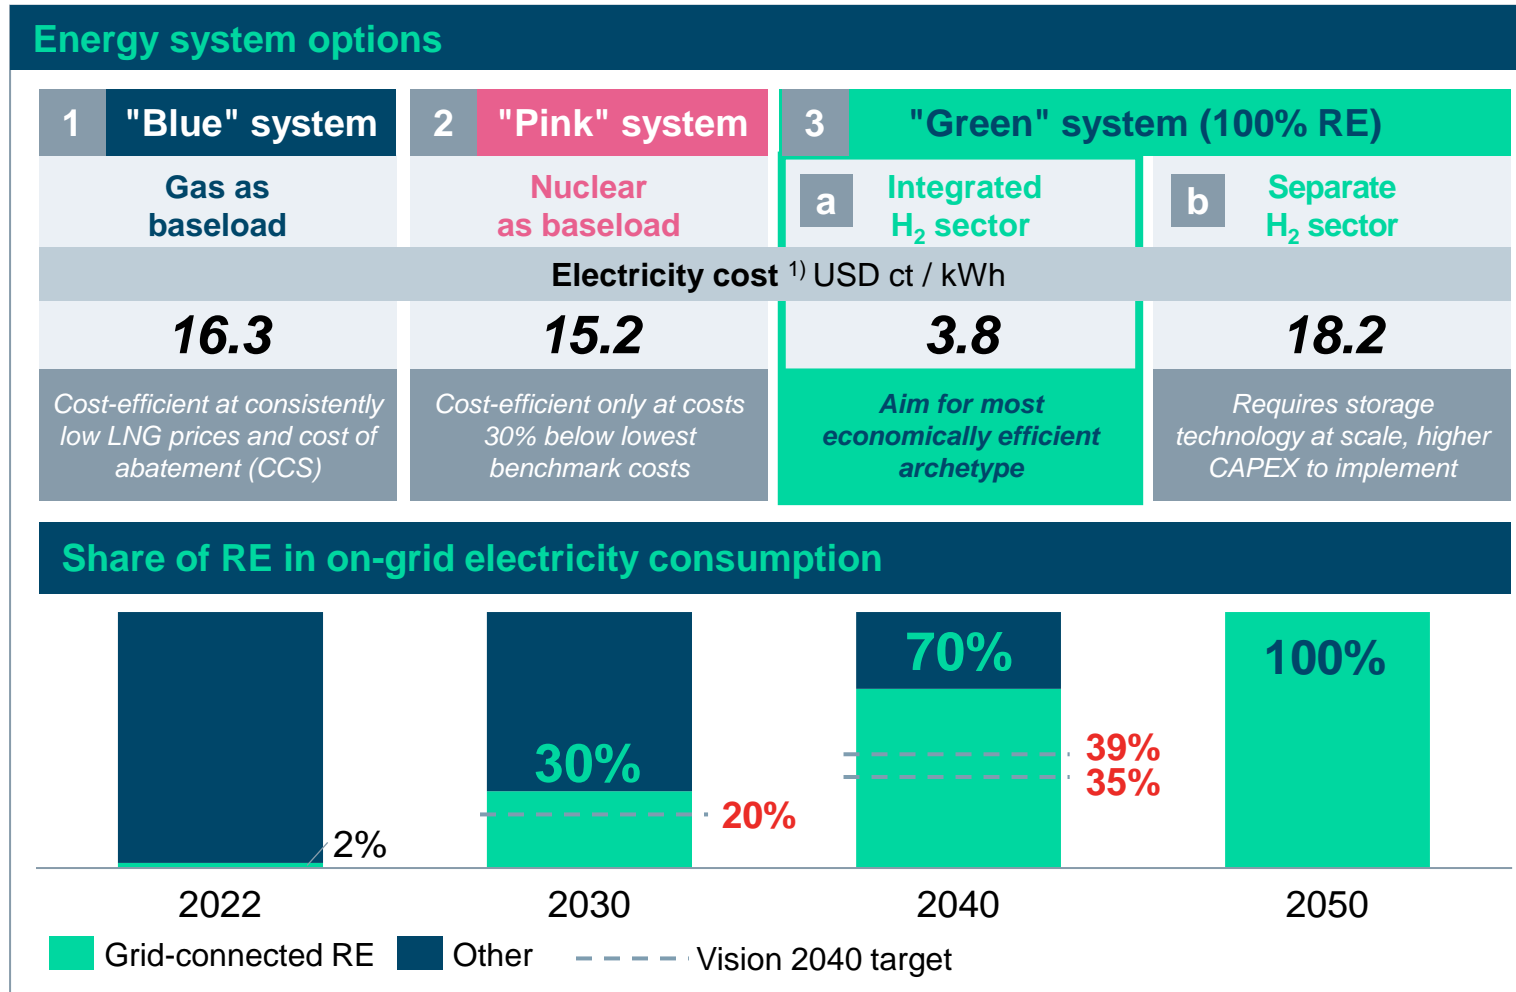 Energy system options
1 "Blue" system
2 "Pink" system
3 "Green" system (100% RE)
Gas as
baseload
Nuclear
as baseload
a Integrated
H₂ sector
b Separate
H₂ sector
Electricity cost ¹⁾ USD ct / kWh
16.3
15.2
3.8
18.2
Cost-efficient at consistently
low LNG prices and cost of
abatement (CCS)
Cost-efficient only at costs
30% below lowest
benchmark costs
Aim for most
economically efficient
archetype
Requires storage
technology at scale, higher
CAPEX to implement
Share of RE in on-grid electricity consumption
2%
30%
20%
70%
39%
35%
100%
2022 2030 2040 2050
Grid-connected RE Other Vision 2040 target